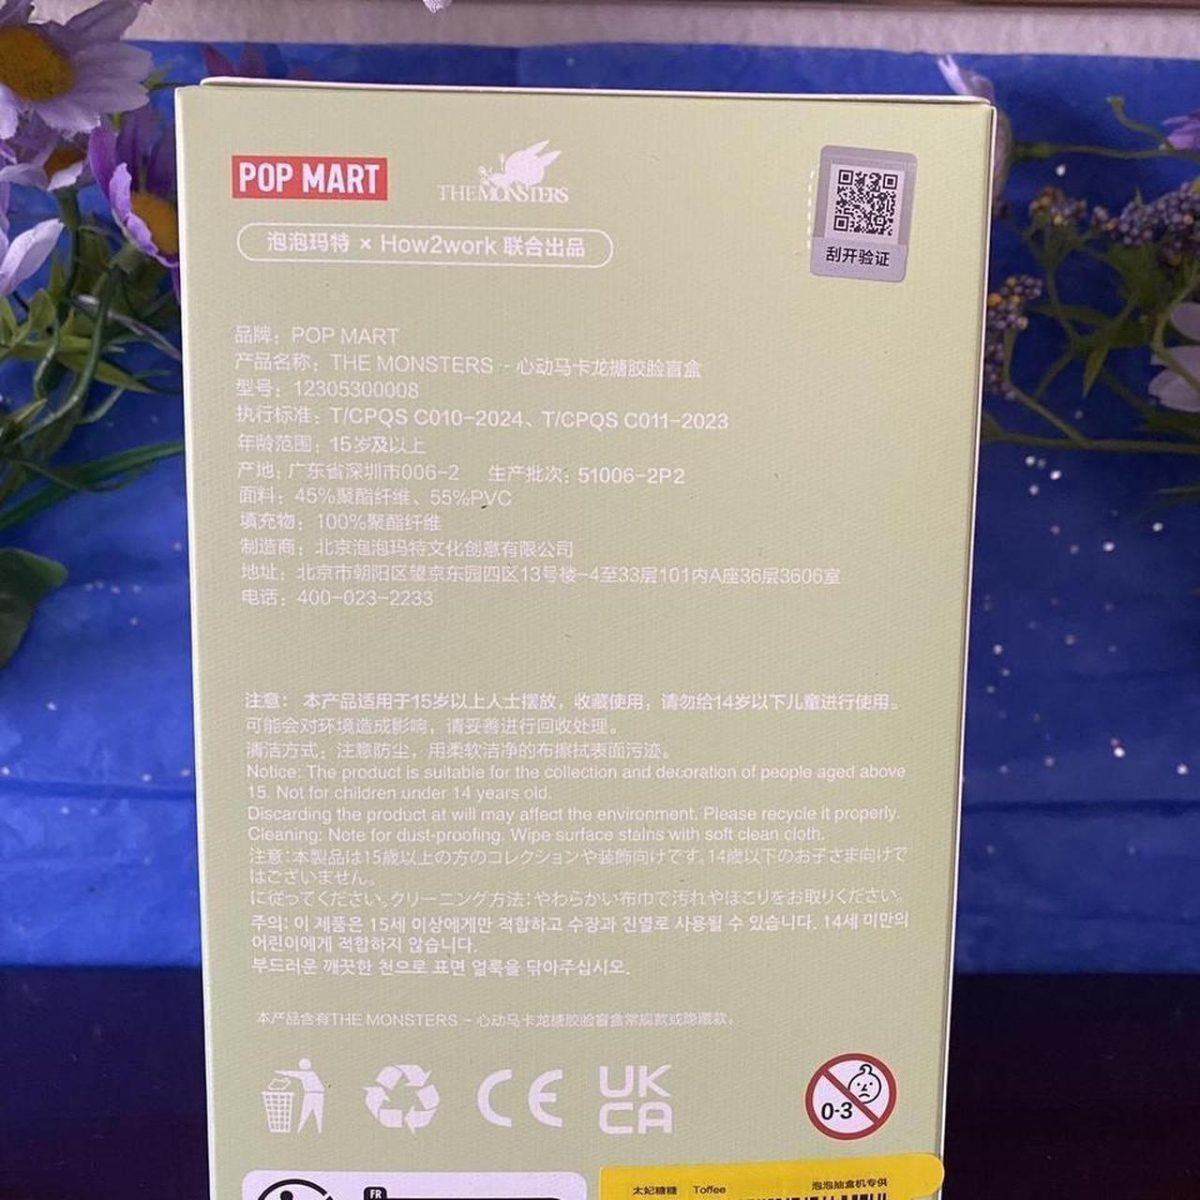 POP MART
THE MONSTERS
泡泡玛特 × How2work 联合出品
刮开验证
品牌：POP MART
产品名称：THE MONSTERS - 心动马卡龙搪胶脸盲盒
型号：12305300008
执行标准：T/CPQS C010-2024、T/CPQS C011-2023
年龄范围：15岁及以上
产地：广东省深圳市006-2 生产批次：51006-2P2
面料：45%聚酯纤维、55%PVC
填充物：100%聚酯纤维
制造商：北京泡泡玛特文化创意有限公司
地址：北京市朝阳区望京东园四区13号楼-4至33层101内A座36层3606室
电话：400-023-2233
注意： 本产品适用于15岁以上人士摆放，收藏使用，请勿给14岁以下儿童进行使用。
可能会对环境造成影响，请妥善进行回收处理。
清洁方式：注意防尘，用柔软洁净的布擦拭表面污迹。
Notice: The product is suitable for the collection and decoration of people aged above
15. Not for children under 14 years old.
Discarding the product at will may affect the environment. Please recycle it properly.
Cleaning: Note for dust-proofing. Wipe surface stains with soft clean cloth.
注意：本製品は15歳以上の方のコレクションや装飾向けです。14歳以下のお子さま向けで
はございません。
に従ってください。クリーニング方法：やわらかい布巾で汚れやほこりをお取りください。
주의: 이 제품은 15세 이상에게만 적합하고 수장과 진열로 사용될 수 있습니다. 14세 미만의
어린이에게 적합하지 않습니다.
부드러운 깨끗한 천으로 표면 얼룩을 닦아주십시오.
本产品含有THE MONSTERS - 心动马卡龙搪胶脸盲盒常规款或隐藏款。
CE
UK
CA
0-3
FR
太妃糖糖 Toffee 泡泡抽盒机专供